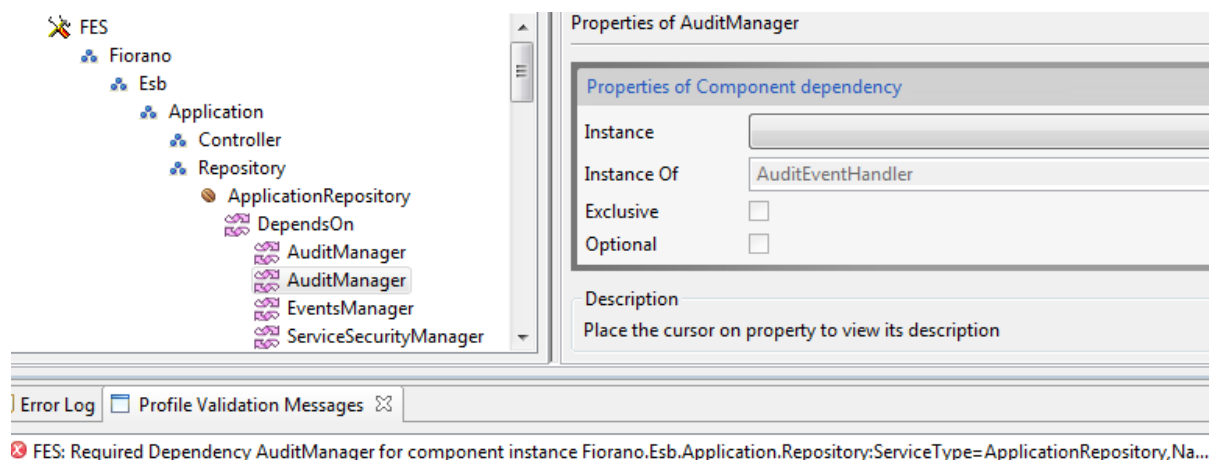 FES
Fiorano
Esb
Application
Controller
Repository
ApplicationRepository
DependsOn
AuditManager
AuditManager
EventsManager
ServiceSecurityManager
Properties of AuditManager
Properties of Component dependency
Instance
Instance Of AuditEventHandler
Exclusive
Optional
Description
Place the cursor on property to view its description
Error Log Profile Validation Messages
FES: Required Dependency AuditManager for component instance Fiorano.Esb.Application.Repository:ServiceType=ApplicationRepository,Na...